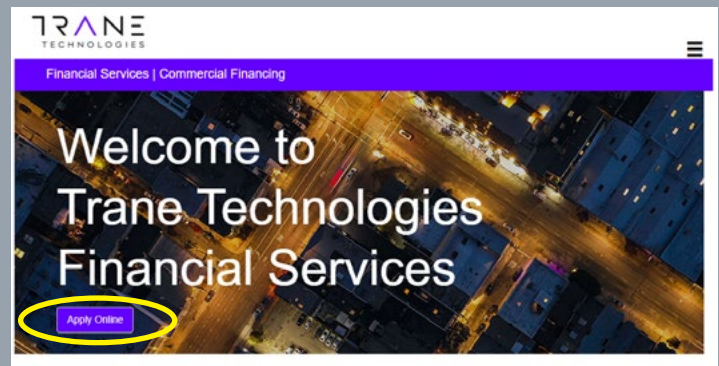 TRANE
TECHNOLOGIES
Financial Services | Commercial Financing
Welcome to
Trane Technologies
Financial Services
Apply Online